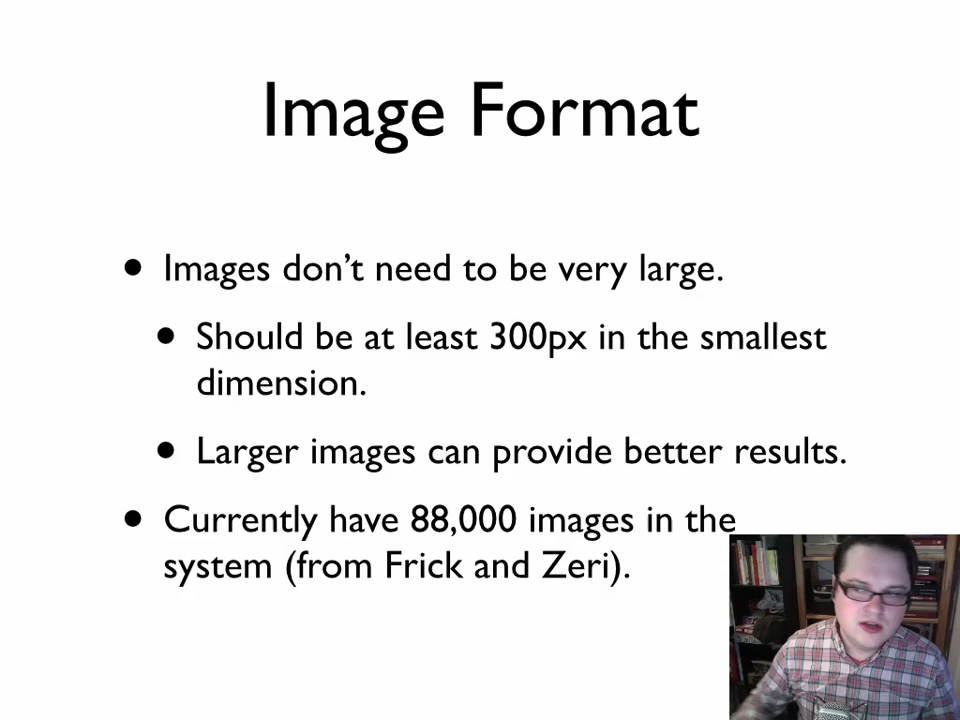 Image Format
• Images don’t need to be very large.
• Should be at least 300px in the smallest
dimension.
• Larger images can provide better results.
• Currently have 88,000 images in the
system (from Frick and Zeri).